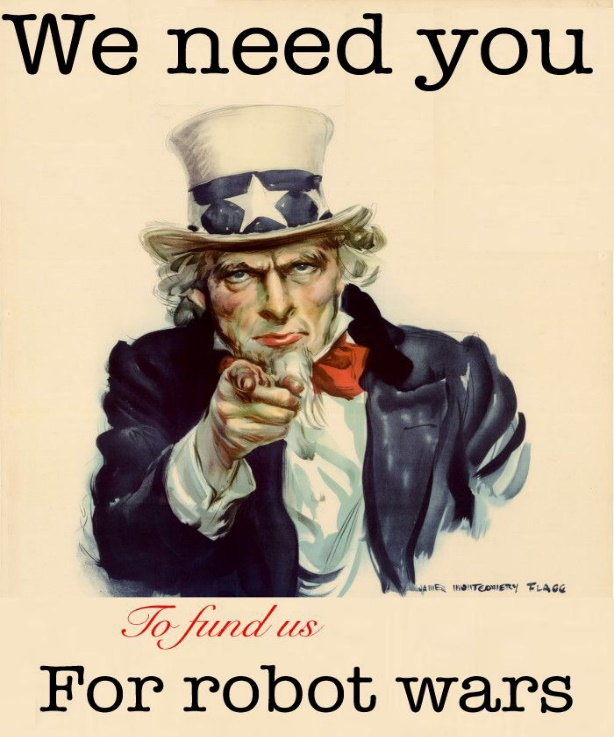 We need you
JAMES MONTGOMERY FLAGG
To fund us
For robot wars